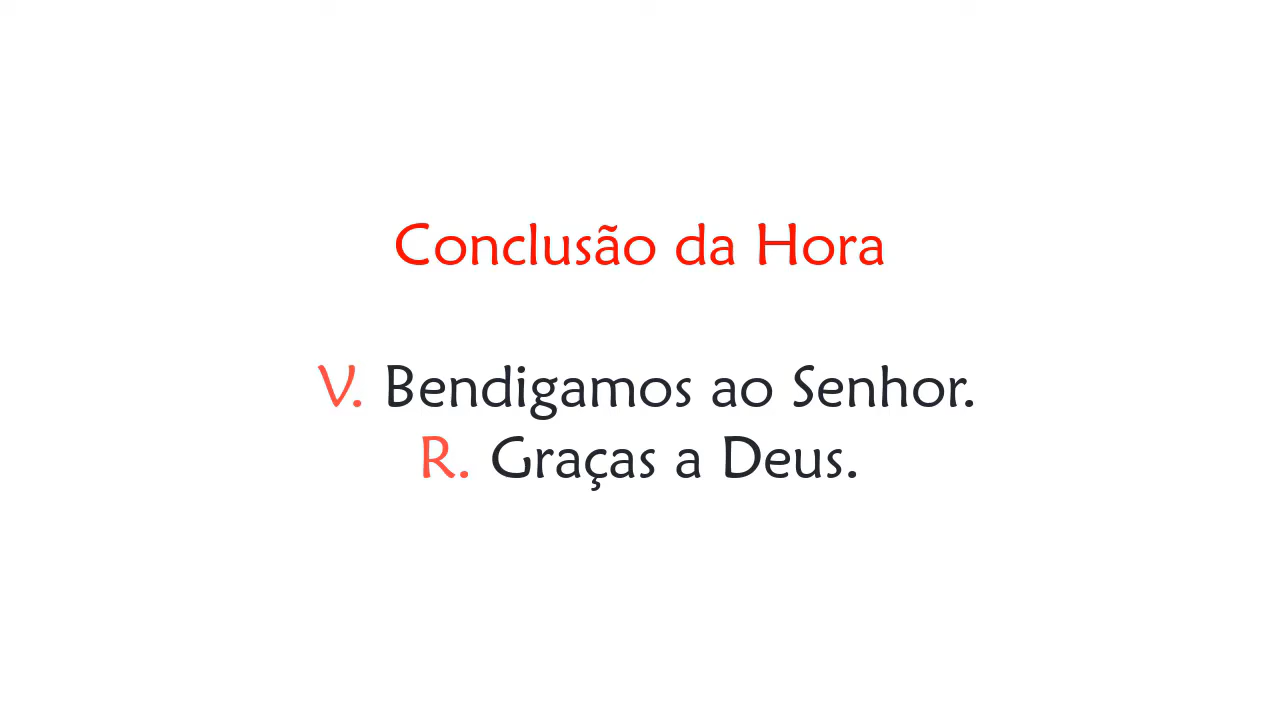 Conclusão da Hora
V. Bendigamos ao Senhor.
R. Graças a Deus.